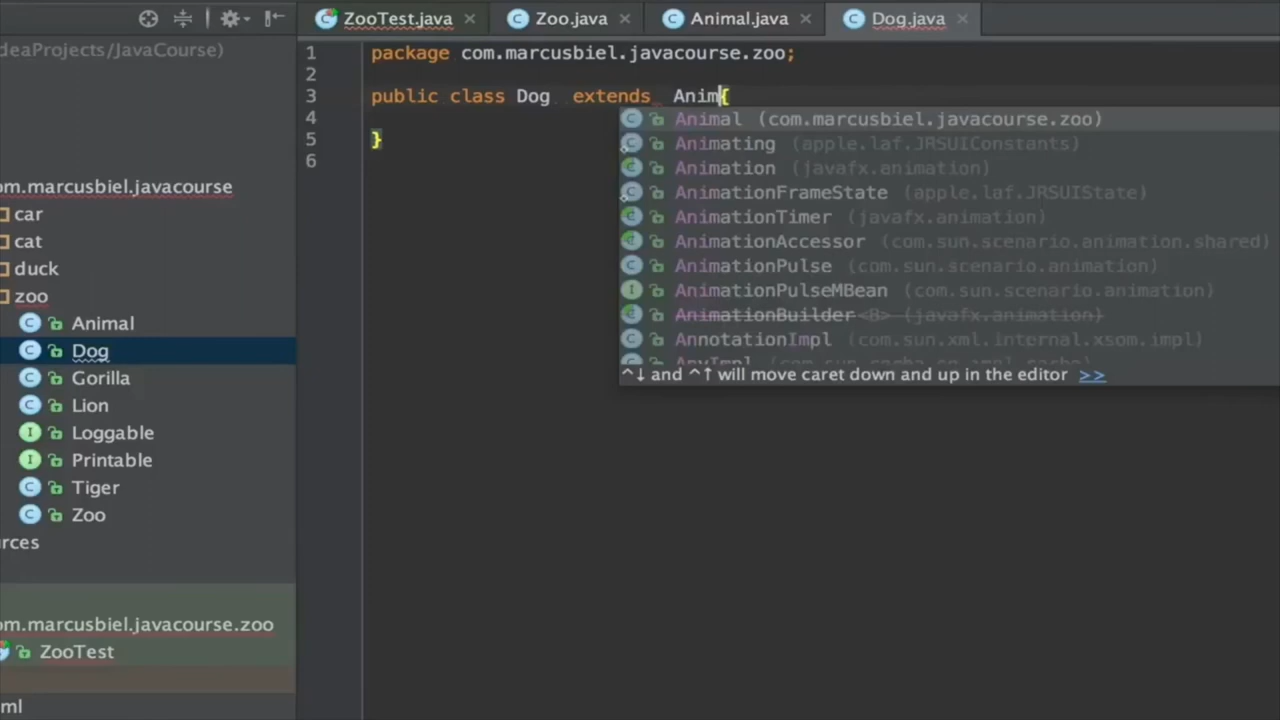 ZooTest.java
Zoo.java
Animal.java
Dog.java
deaProjects/JavaCourse)
om.marcusbiel.javacourse
car
cat
duck
zoo
Animal
Dog
Gorilla
Lion
Loggable
Printable
Tiger
Zoo
rces
om.marcusbiel.javacourse.zoo
ZooTest
ml
1 package com.marcusbiel.javacourse.zoo;
2
3 public class Dog  extends  Anim{
4
5 }
6
Animal (com.marcusbiel.javacourse.zoo)
Animating (apple.laf.JRSUIConstants)
Animation (javafx.animation)
AnimationFrameState (apple.laf.JRSUIState)
AnimationTimer (javafx.animation)
AnimationAccessor (com.sun.scenario.animation.shared)
AnimationPulse (com.sun.scenario.animation)
AnimationPulseMBean (com.sun.scenario.animation)
AnimationBuilder<B> (javafx.animation)
AnnotationImpl (com.sun.xml.internal.xsom.impl)
^↓ and ^↑ will move caret down and up in the editor >>